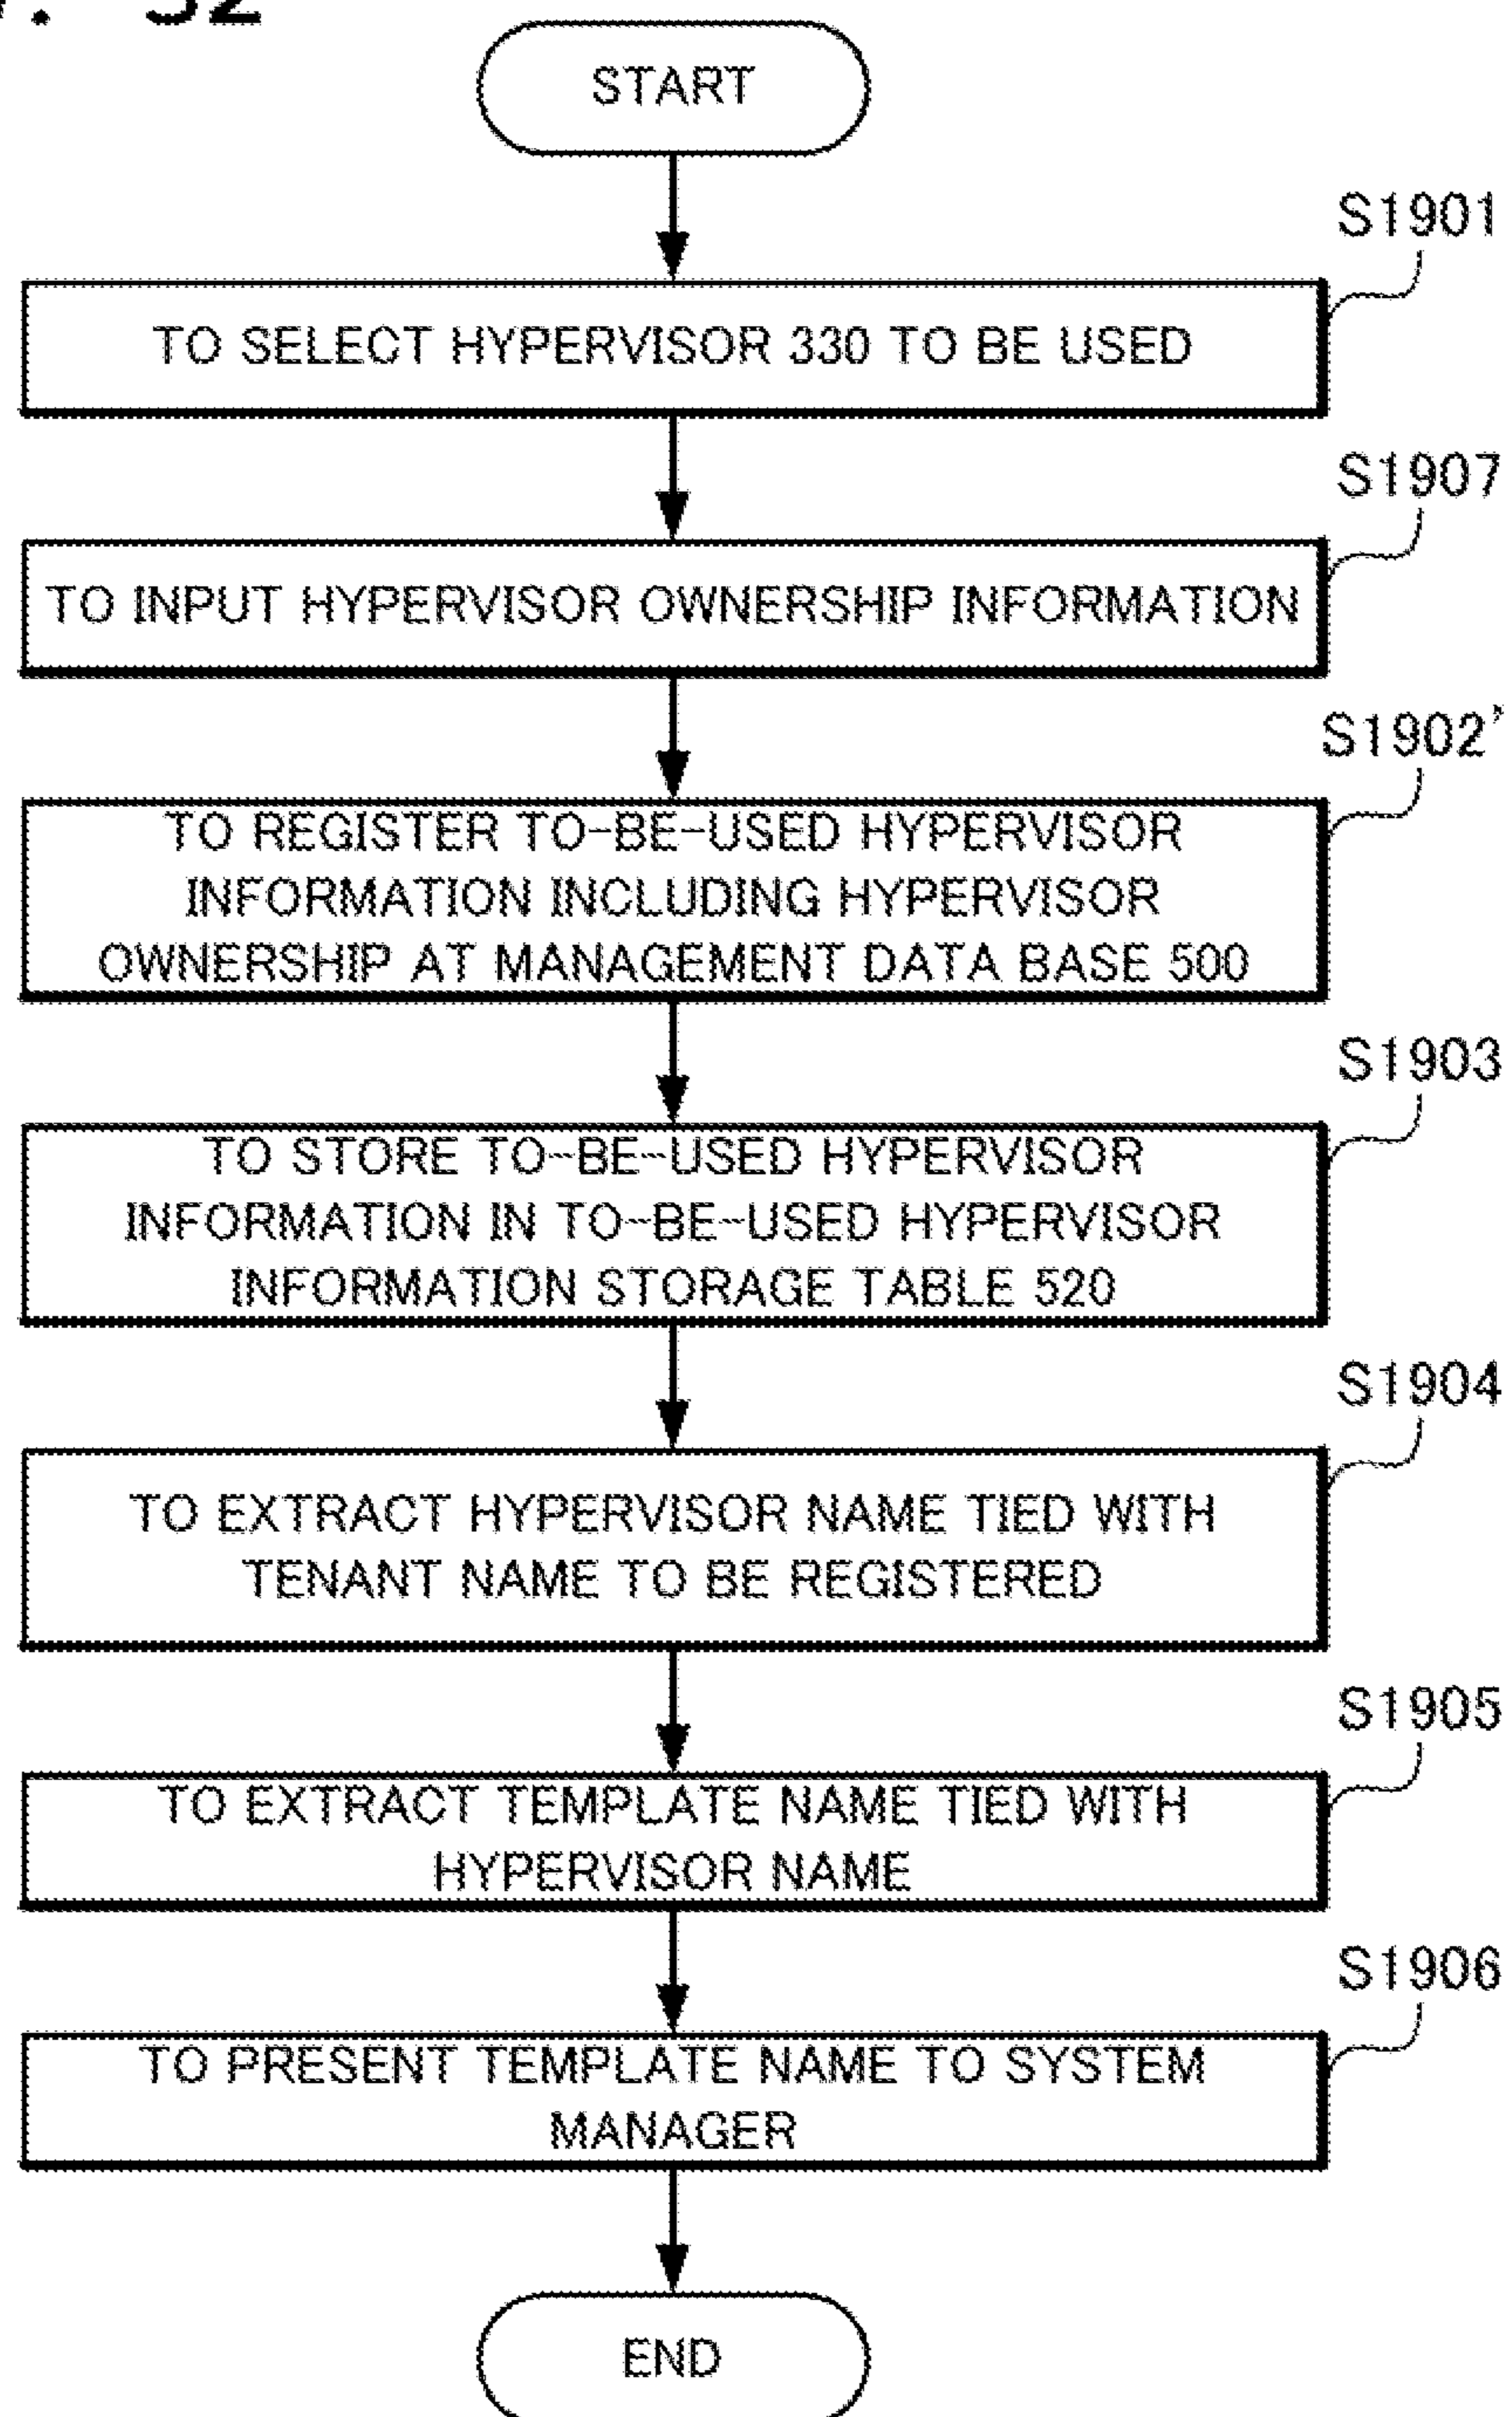 32
START
S1901
TO SELECT HYPERVISOR 330 TO BE USED
S1907
TO INPUT HYPERVISOR OWNERSHIP INFORMATION
S1902'
TO REGISTER TO-BE-USED HYPERVISOR
INFORMATION INCLUDING HYPERVISOR
OWNERSHIP AT MANAGEMENT DATA BASE 500
S1903
TO STORE TO-BE-USED HYPERVISOR
INFORMATION IN TO-BE-USED HYPERVISOR
INFORMATION STORAGE TABLE 520
S1904
TO EXTRACT HYPERVISOR NAME TIED WITH
TENANT NAME TO BE REGISTERED
S1905
TO EXTRACT TEMPLATE NAME TIED WITH
HYPERVISOR NAME
S1906
TO PRESENT TEMPLATE NAME TO SYSTEM
MANAGER
END